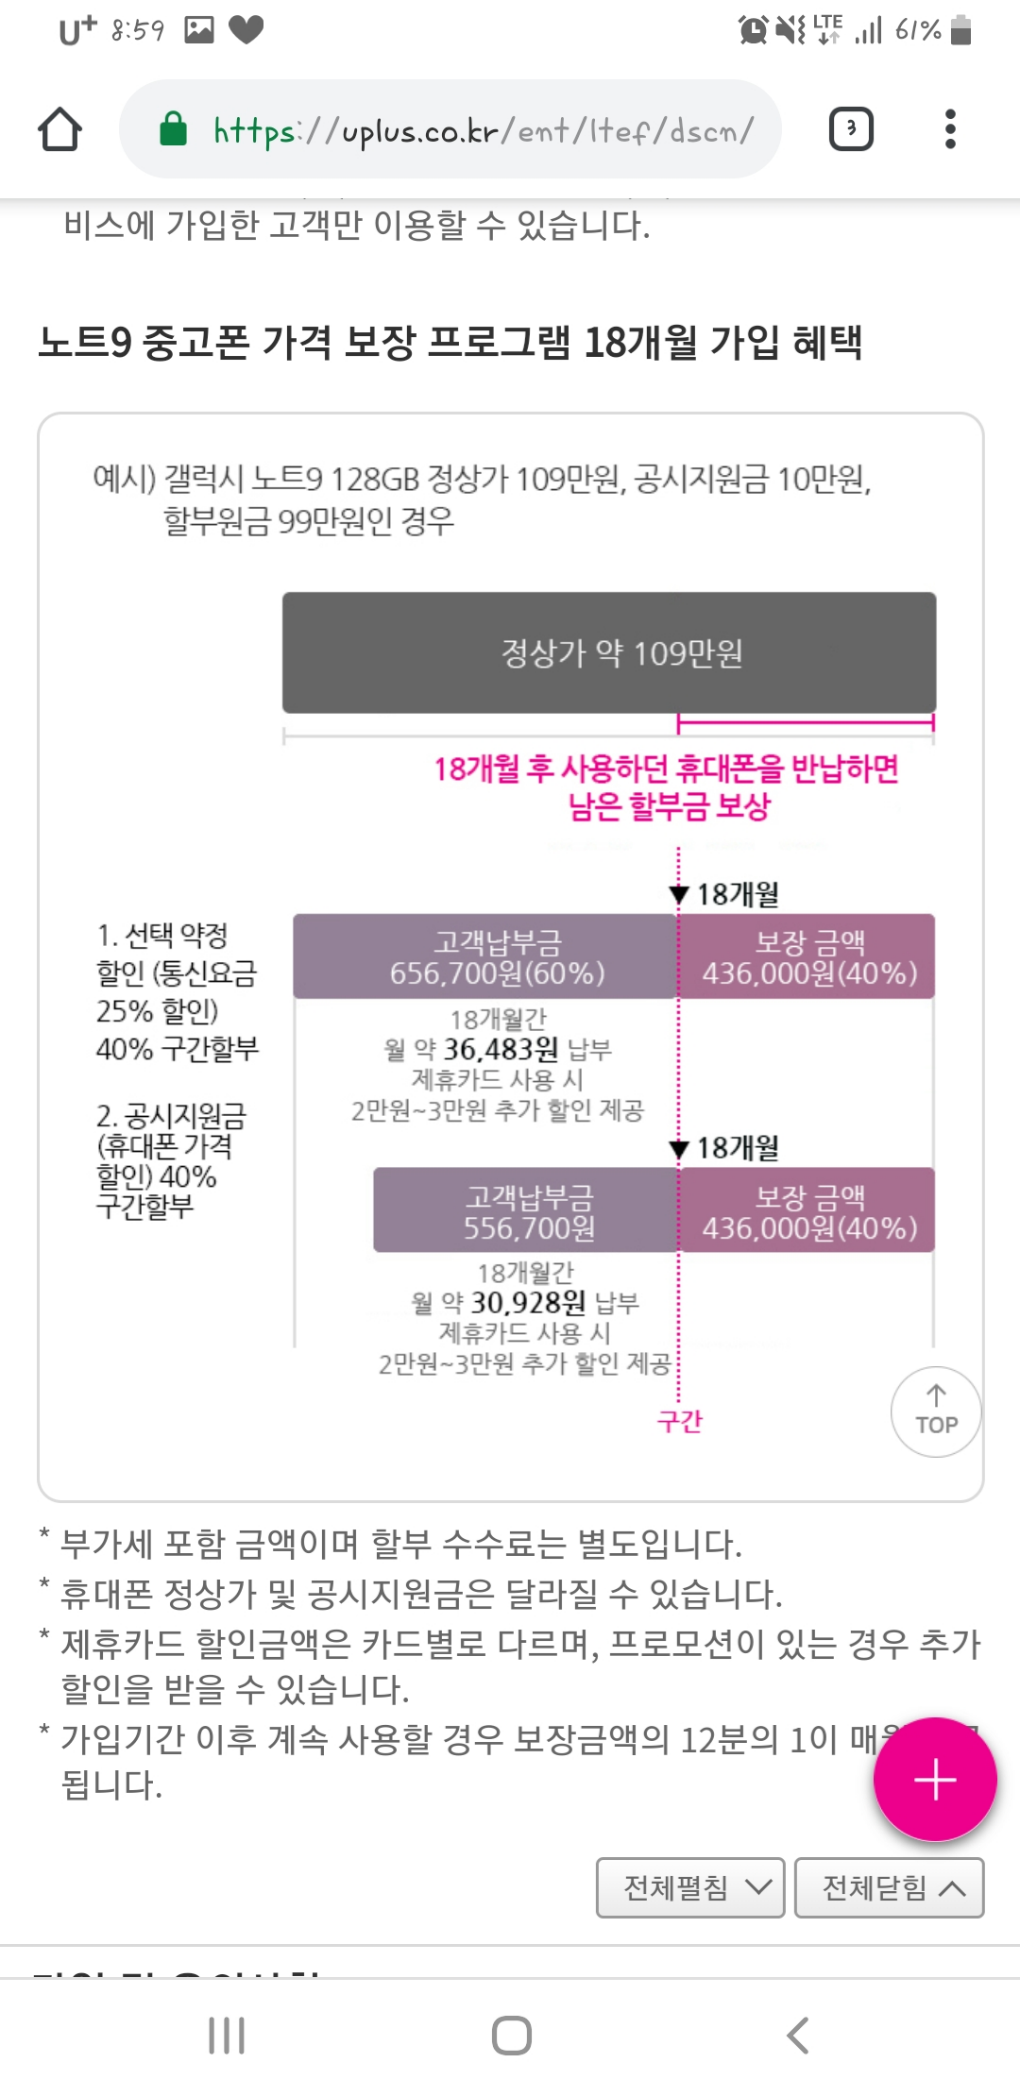 U+ 8:59 LTE 61%
https://uplus.co.kr/ent/ltef/dscn/
3
비스에 가입한 고객만 이용할 수 있습니다.
노트9 중고폰 가격 보장 프로그램 18개월 가입 혜택
예시) 갤럭시 노트9 128GB 정상가 109만원, 공시지원금 10만원,
할부원금 99만원인 경우
정상가 약 109만원
18개월 후 사용하던 휴대폰을 반납하면
남은 할부금 보상
▼ 18개월
1. 선택 약정
할인 (통신요금
25% 할인)
40% 구간할부
고객납부금
656,700원(60%)
보장 금액
436,000원(40%)
18개월간
월 약 36,483원 납부
제휴카드 사용 시
2만원~3만원 추가 할인 제공
▼ 18개월
2. 공시지원금
(휴대폰 가격
할인) 40%
구간할부
고객납부금
556,700원
보장 금액
436,000원(40%)
18개월간
월 약 30,928원 납부
제휴카드 사용 시
2만원~3만원 추가 할인 제공
구간
↑
TOP
* 부가세 포함 금액이며 할부 수수료는 별도입니다.
* 휴대폰 정상가 및 공시지원금은 달라질 수 있습니다.
* 제휴카드 할인금액은 카드별로 다르며, 프로모션이 있는 경우 추가
할인을 받을 수 있습니다.
* 가입기간 이후 계속 사용할 경우 보장금액의 12분의 1이
됩니다.
+
전체펼침
전체닫힘